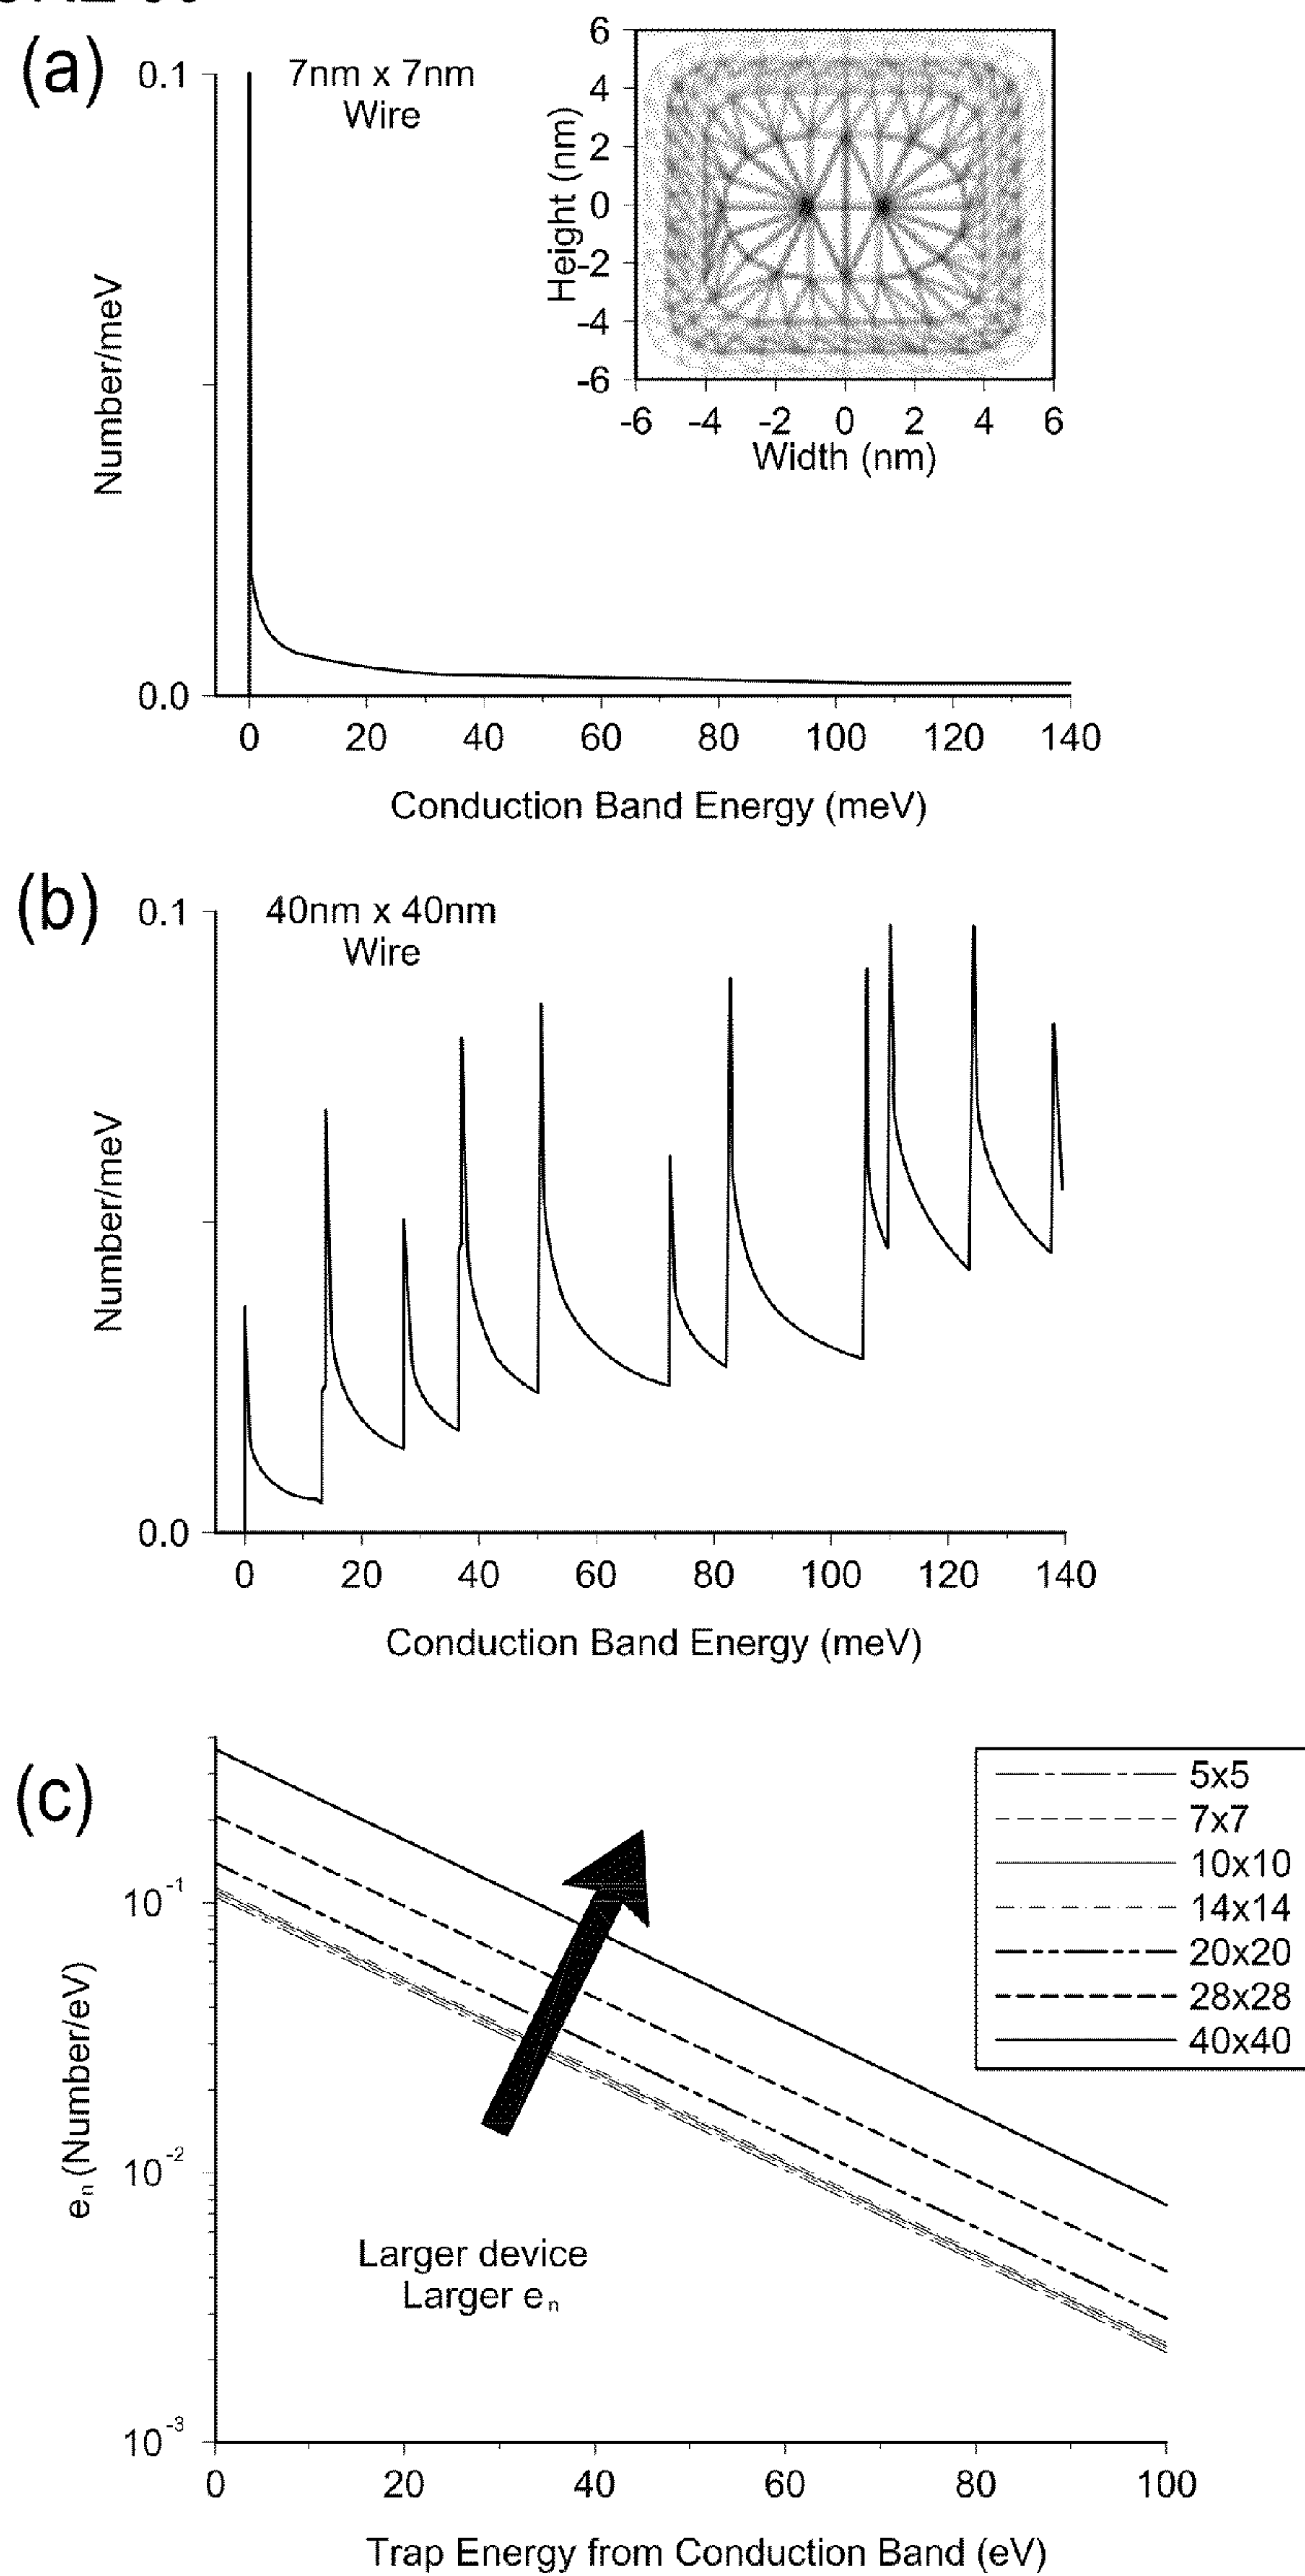 (a)
7nm x 7nm
Wire
0.1
0.0
Number/meV
0 20 40 60 80 100 120 140
Conduction Band Energy (meV)
6
4
2
0
-2
-4
-6
Height (nm)
-6 -4 -2 0 2 4 6
Width (nm)
(b)
40nm x 40nm
Wire
0.1
0.0
Number/meV
0 20 40 60 80 100 120 140
Conduction Band Energy (meV)
(c)
10⁻¹
10⁻²
10⁻³
eₙ (Number/eV)
Larger device
Larger eₙ
5x5
7x7
10x10
14x14
20x20
28x28
40x40
0 20 40 60 80 100
Trap Energy from Conduction Band (eV)